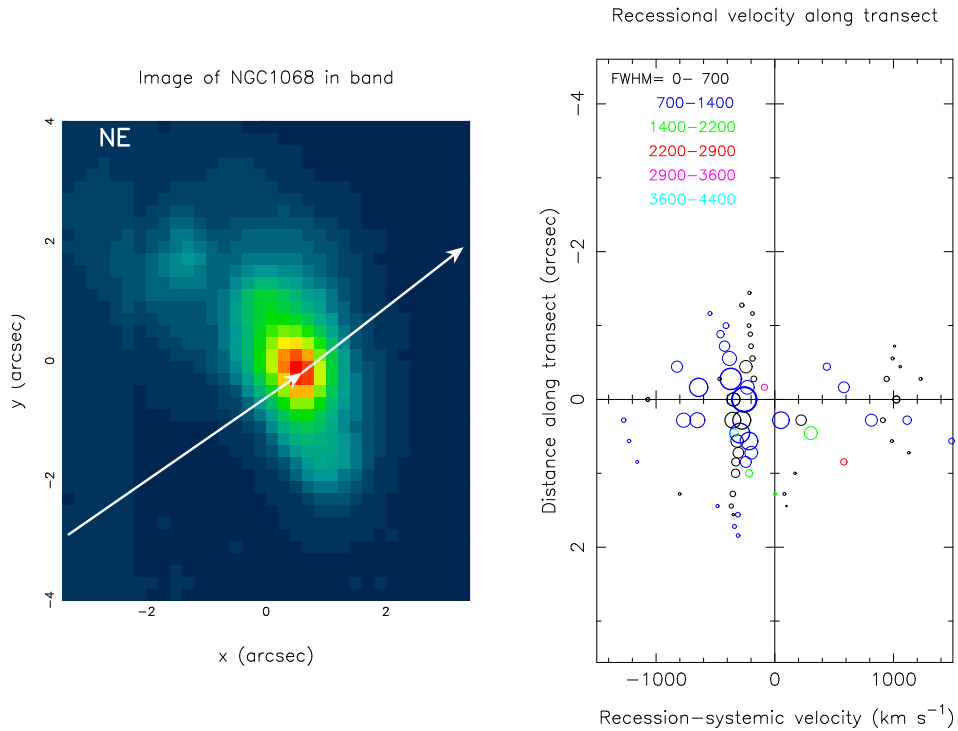 Recessional velocity along transect
Image of NGC1068 in band
NE
y (arcsec)
4
2
0
−2
−4
−2
0
2
x (arcsec)
FWHM= 0− 700
700−1400
1400−2200
2200−2900
2900−3600
3600−4400
Distance along transect (arcsec)
−4
−2
0
2
−1000
0
1000
Recession−systemic velocity (km s⁻¹)